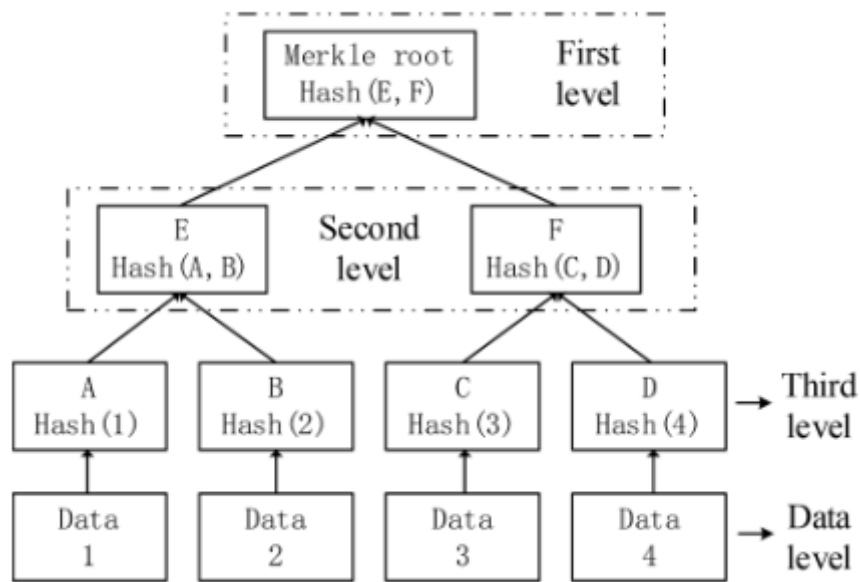 Merkle root
Hash(E,F)
First
level
E
Hash(A,B)
Second
level
F
Hash(C,D)
A
Hash(1)
B
Hash(2)
C
Hash(3)
D
Hash(4)
Third
level
Data
1
Data
2
Data
3
Data
4
Data
level